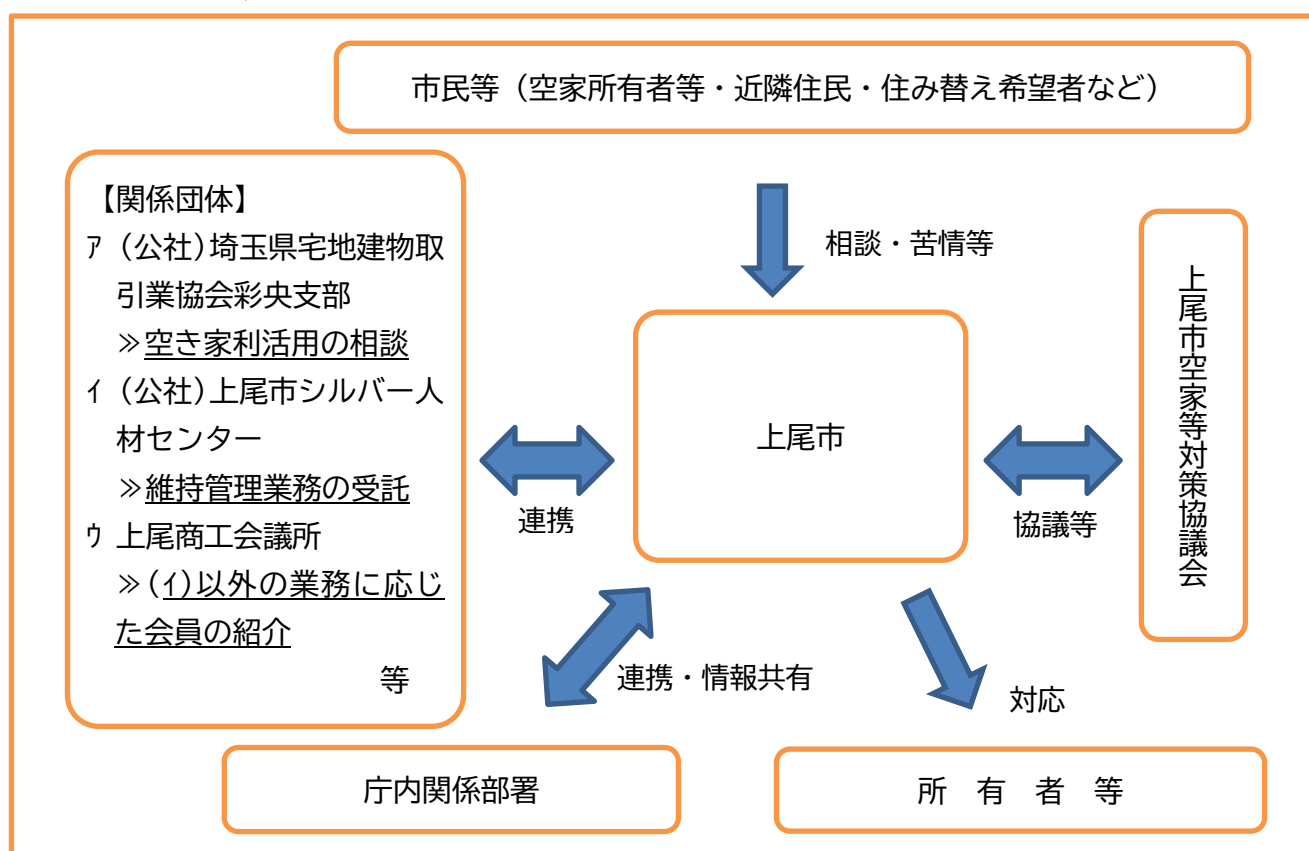 市民等（空家所有者等・近隣住民・住み替え希望者など）
【関係団体】
ｱ (公社)埼玉県宅地建物取
引業協会彩央支部
≫空き家利活用の相談
ｲ (公社)上尾市シルバー人
材センター
≫維持管理業務の受託
ｳ 上尾商工会議所
≫(ｲ)以外の業務に応じ
た会員の紹介
等
相談・苦情等
上尾市
連携
協議等
上尾市空家等対策協議会
連携・情報共有
対応
庁内関係部署
所　有　者　等